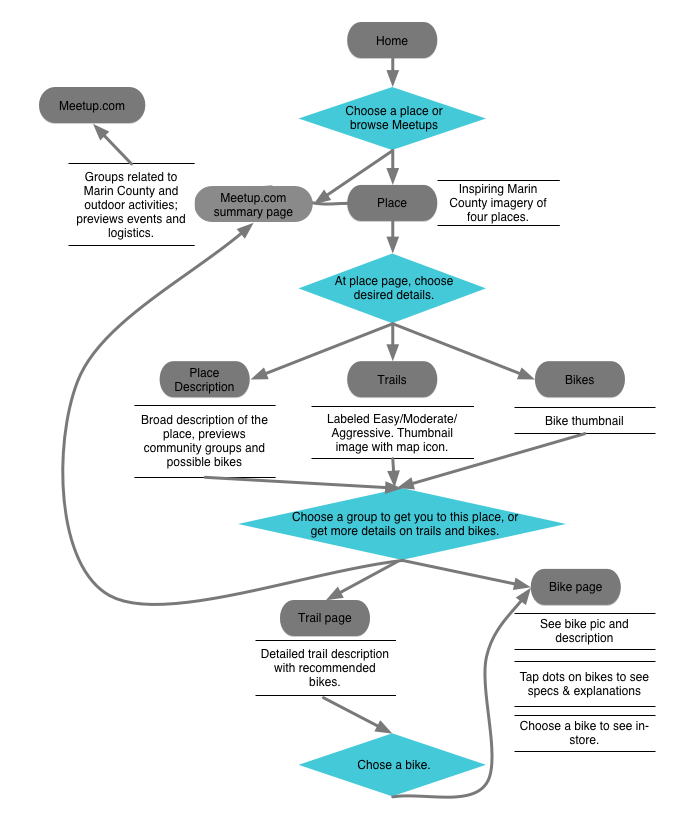 Home
Choose a place or
browse Meetups
Meetup.com
Groups related to
Marin County and
outdoor activities;
previews events and
logistics.
Meetup.com
summary page
Place
Inspiring Marin
County imagery of
four places.
At place page, choose
desired details.
Place
Description
Trails
Bikes
Broad description of the
place, previews
community groups and
possible bikes
Labeled Easy/Moderate/
Aggressive. Thumbnail
image with map icon.
Bike thumbnail
Choose a group to get you to this place, or
get more details on trails and bikes.
Trail page
Bike page
Detailed trail description
with recommended
bikes.
See bike pic and
description
Tap dots on bikes to see
specs & explanations
Choose a bike to see in-
store.
Chose a bike.